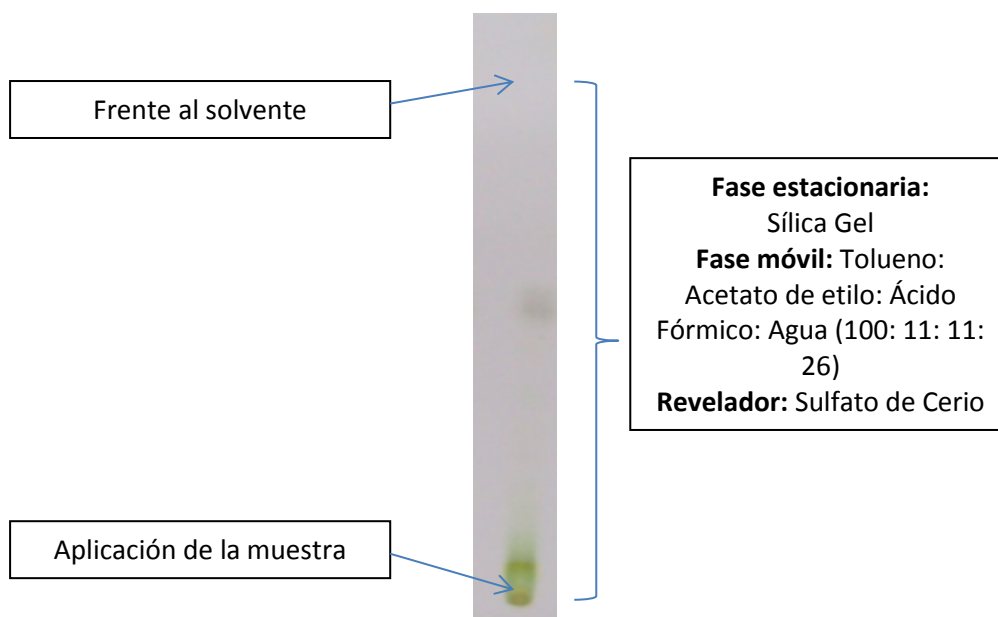 Frente al solvente
Fase estacionaria:
Sílica Gel
Fase móvil: Tolueno:
Acetato de etilo: Ácido
Fórmico: Agua (100: 11: 11:
26)
Revelador: Sulfato de Cerio
Aplicación de la muestra